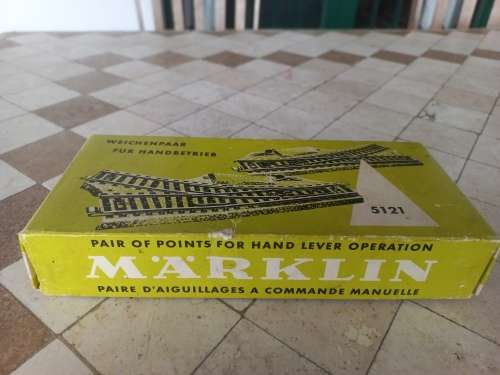 WEICHENPAAR
FÜR HANDBETRIEB
5121
PAIR OF POINTS FOR HAND LEVER OPERATION
MÄRKLIN
PAIRE D'AIGUILLAGES A COMMANDE MANUELLE